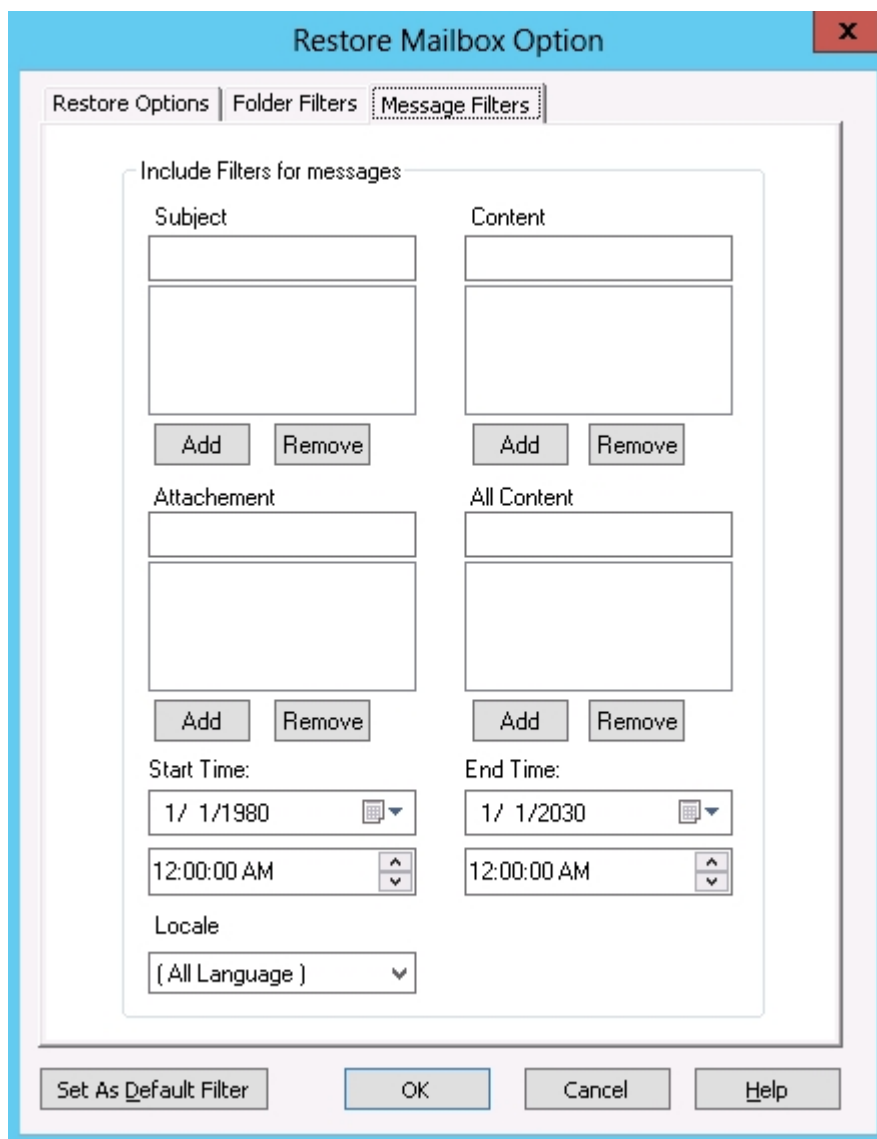 Restore Mailbox Option
x
Restore Options Folder Filters Message Filters
Include Filters for messages
Subject Content
Add Remove Add Remove
Attachement All Content
Add Remove Add Remove
Start Time: End Time:
1/ 1/1980 1/ 1/2030
12:00:00 AM 12:00:00 AM
Locale
( All Language )
Set As Default Filter OK Cancel Help